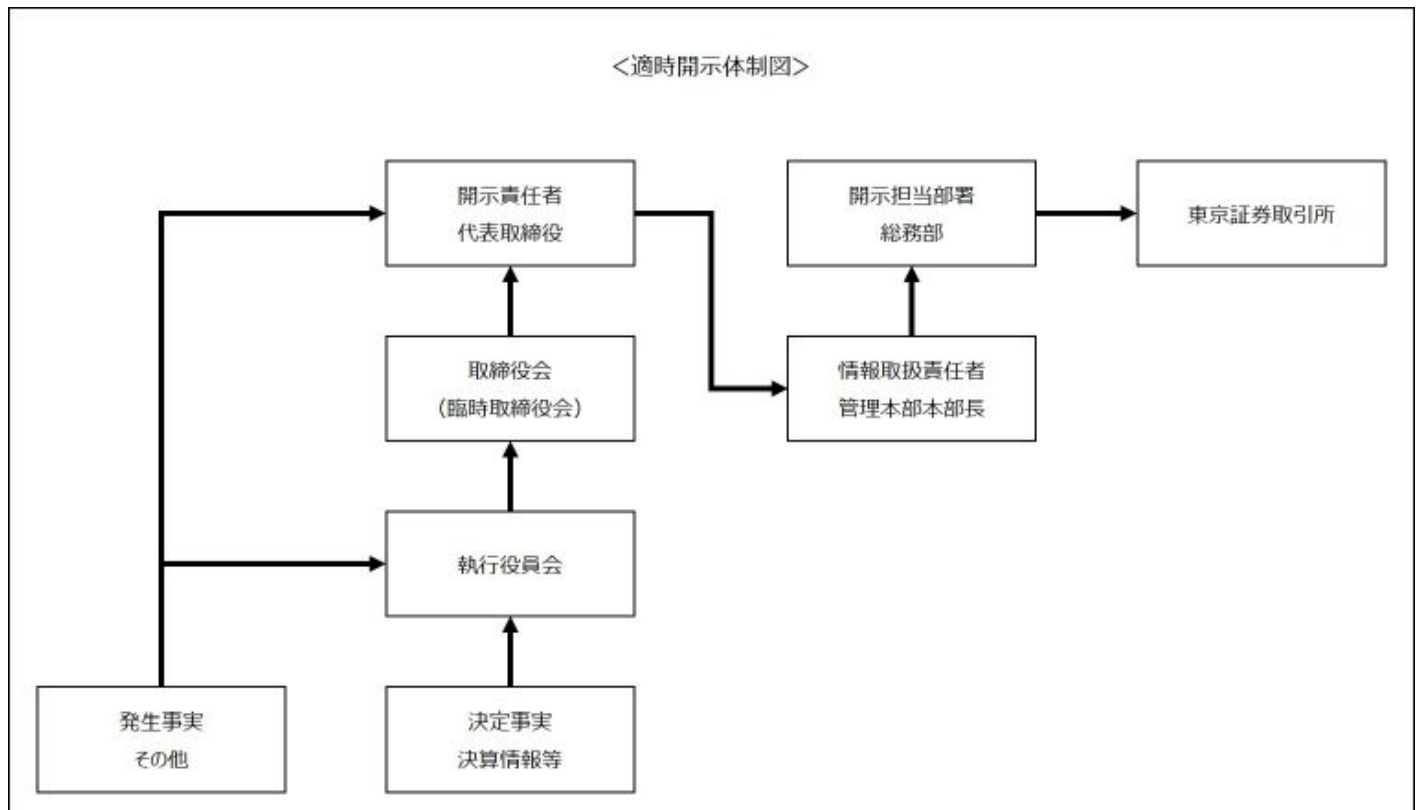 ＜適時開示体制図＞
開示責任者
代表取締役
開示担当部署
総務部
東京証券取引所
取締役会
（臨時取締役会）
情報取扱責任者
管理本部本部長
執行役員会
発生事実
その他
決定事実
決算情報等